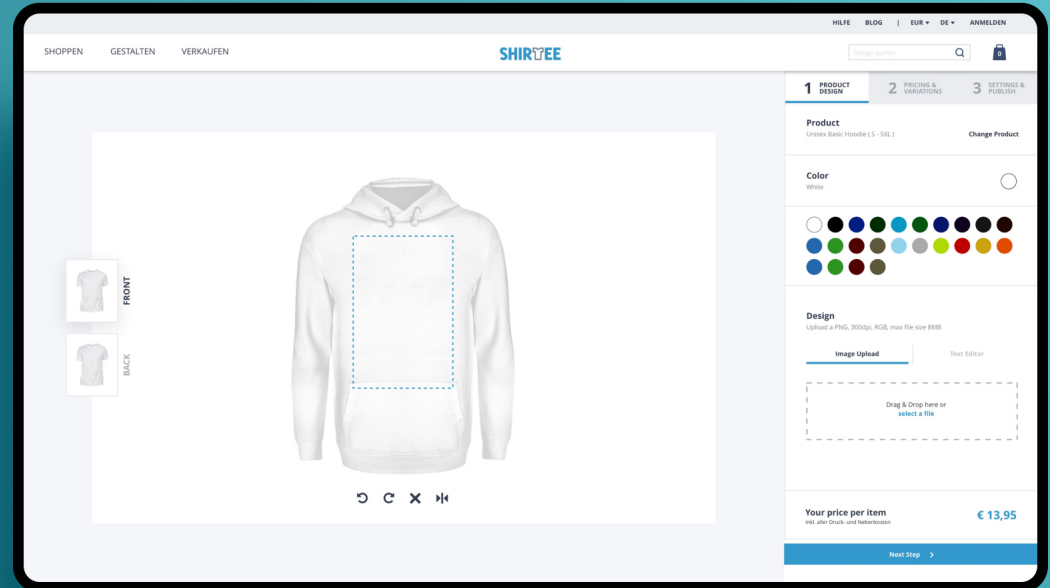 HILFE BLOG | EUR DE ANMELDEN
SHOPPEN GESTALTEN VERKAUFEN SHIRTEE Design suchen 0
1 PRODUCT DESIGN 2 PRICING & VARIATIONS 3 SETTINGS & PUBLISH
Product
Unisex Basic Hoodie ( S - 5XL ) Change Product
Color
White
FRONT
BACK
Design
Upload a PNG, 300dpi, RGB, max file size 8MB
Image Upload Text Editor
Drag & Drop here or
select a file
Your price per item € 13,95
Inkl. aller Druck- und Nebenkosten
Next Step